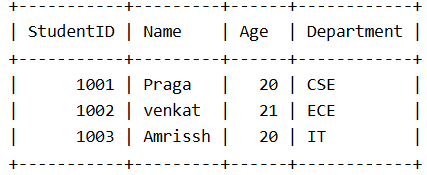 +-----------+---------+------+------------+
| StudentID | Name    | Age  | Department |
+-----------+---------+------+------------+
|      1001 | Praga   |   20 | CSE        |
|      1002 | venkat  |   21 | ECE        |
|      1003 | Amrissh |   20 | IT         |
+-----------+---------+------+------------+